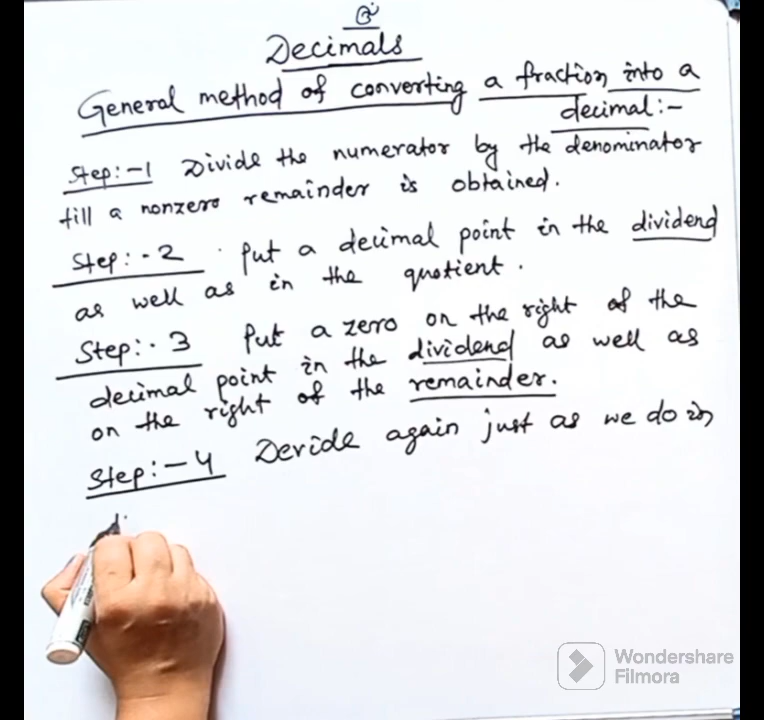 Decimals
General method of converting a fraction into a
decimal:-
Step:-1 Divide the numerator by the denominator
till a nonzero remainder is obtained.
Step:-2 Put a decimal point in the dividend
as well as in the quotient.
Step:-3 Put a zero on the right of the
decimal point in the dividend as well as
on the right of the remainder.
Step:-4 Devide again just as we do in
Wondershare
Filmora